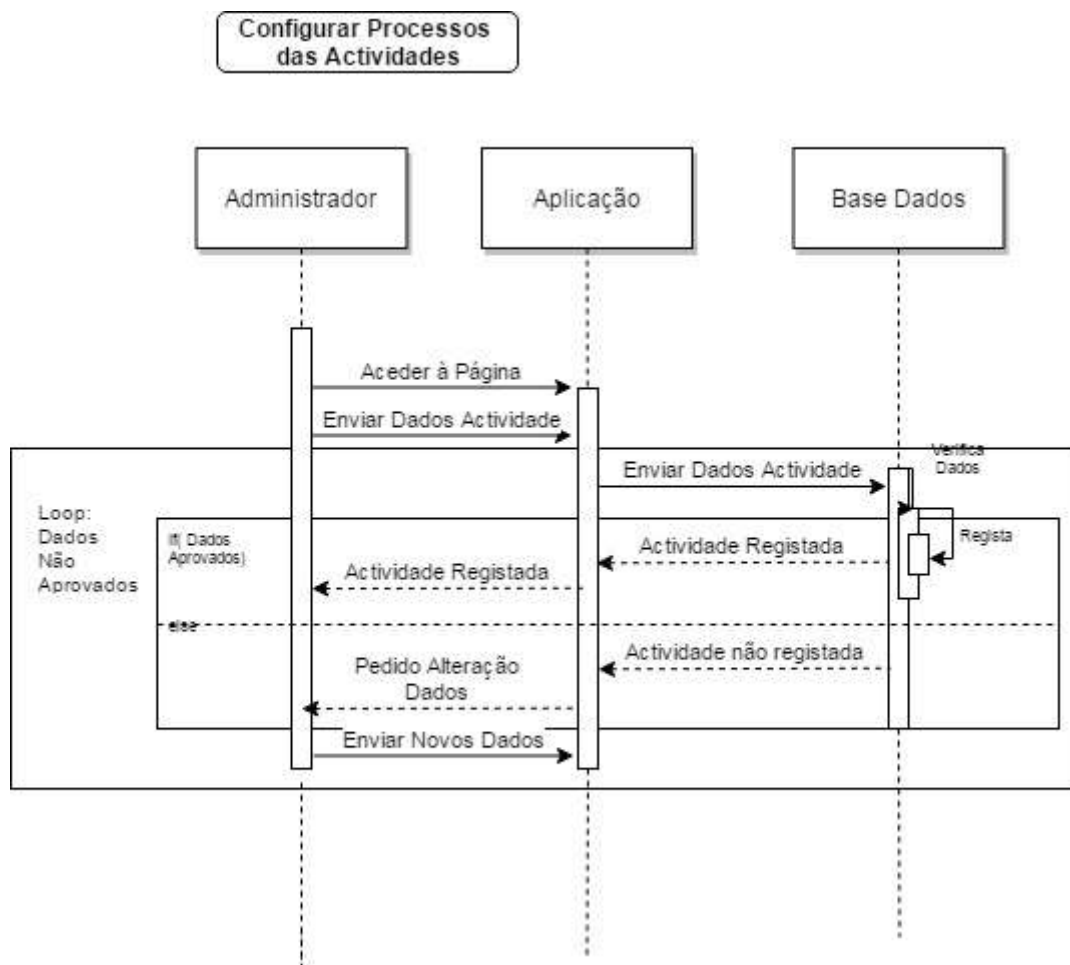 Configurar Processos
das Actividades
Administrador
Aplicação
Base Dados
Aceder à Página
Enviar Dados Actividade
Enviar Dados Actividade
Verifica
Dados
Loop:
Dados
Não
Aprovados
If( Dados
Aprovados)
Regista
Actividade Registada
Actividade Registada
else
Actividade não registada
Pedido Alteração
Dados
Enviar Novos Dados